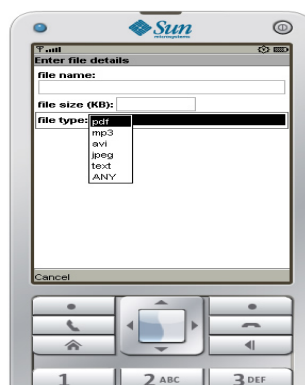 Sun
microsystems
Enter file details
file name:
file size (KB):
file type: pdf
mp3
avi
jpeg
text
ANY
Cancel
1
2 ABC
3 DEF